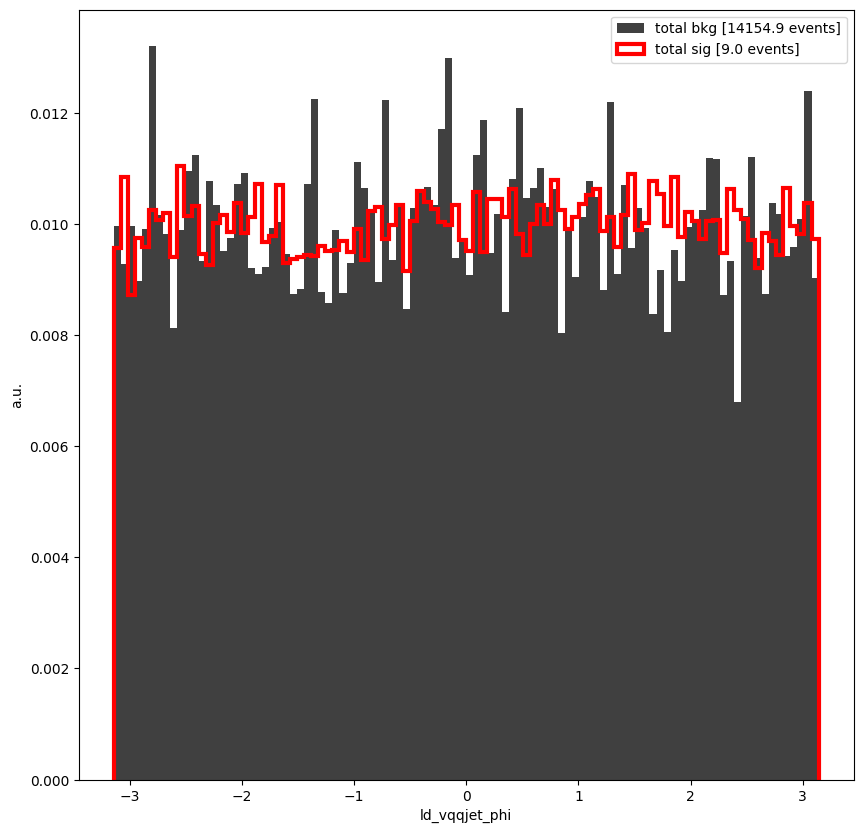 total bkg [14154.9 events]
total sig [9.0 events]
0.012
0.010
0.008
0.006
0.004
0.002
0.000
a.u.
−3 −2 −1 0 1 2 3
ld_vqqjet_phi